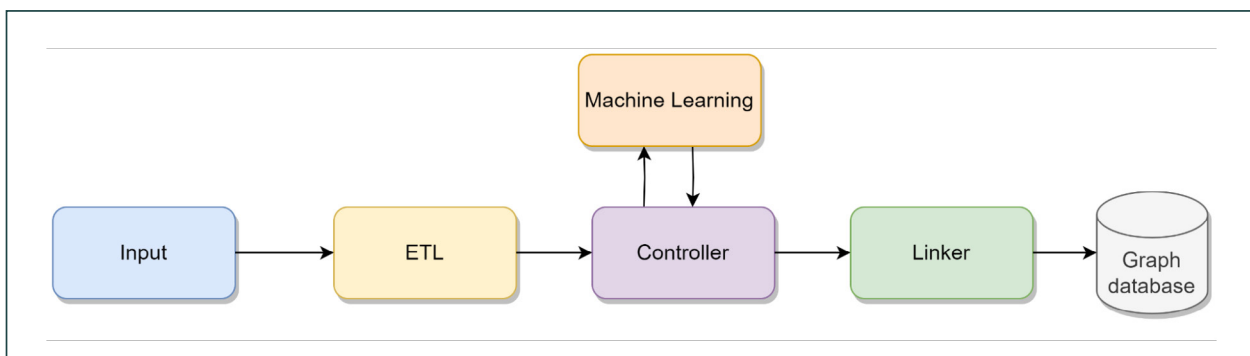 Machine Learning
Input
ETL
Controller
Linker
Graph
database